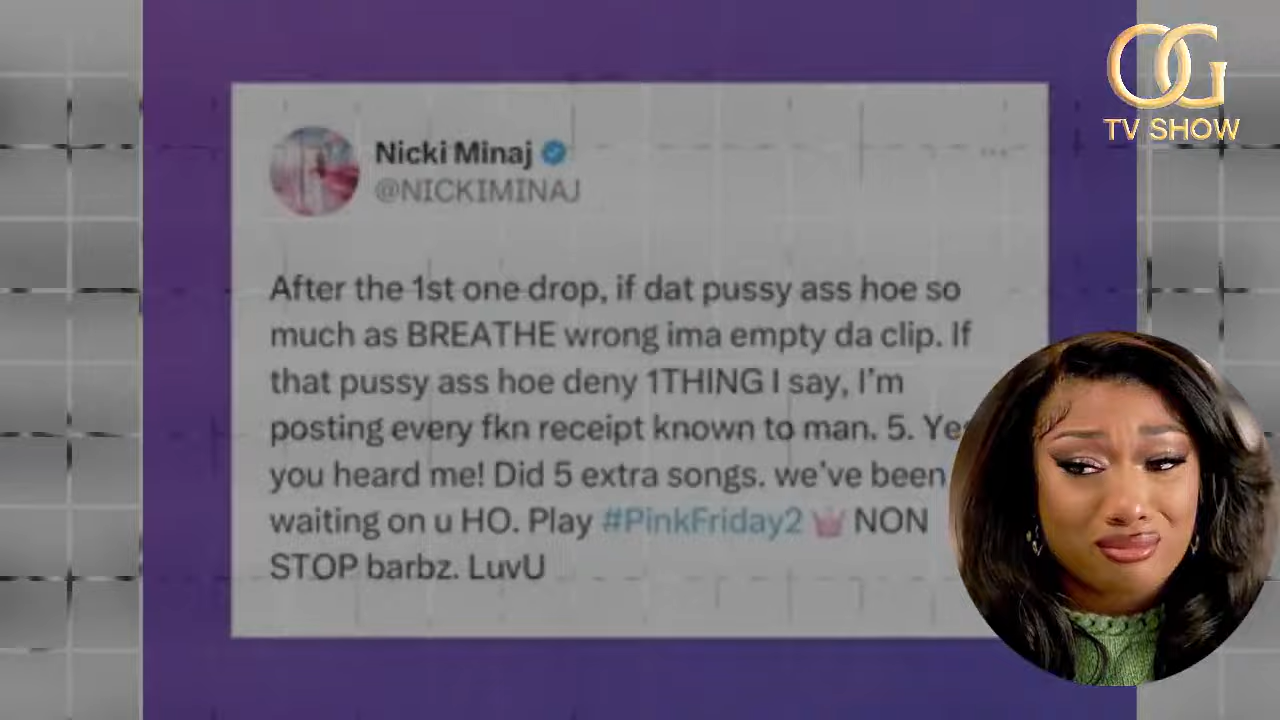 OG
TV SHOW
Nicki Minaj
@NICKIMINAJ
After the 1st one drop, if dat pussy ass hoe so
much as BREATHE wrong ima empty da clip. If
that pussy ass hoe deny 1THING I say, I'm
posting every fkn receipt known to man. 5. Yes
you heard me! Did 5 extra songs. we've been
waiting on u HO. Play #PinkFriday2 👑 NON
STOP barbz. LuvU